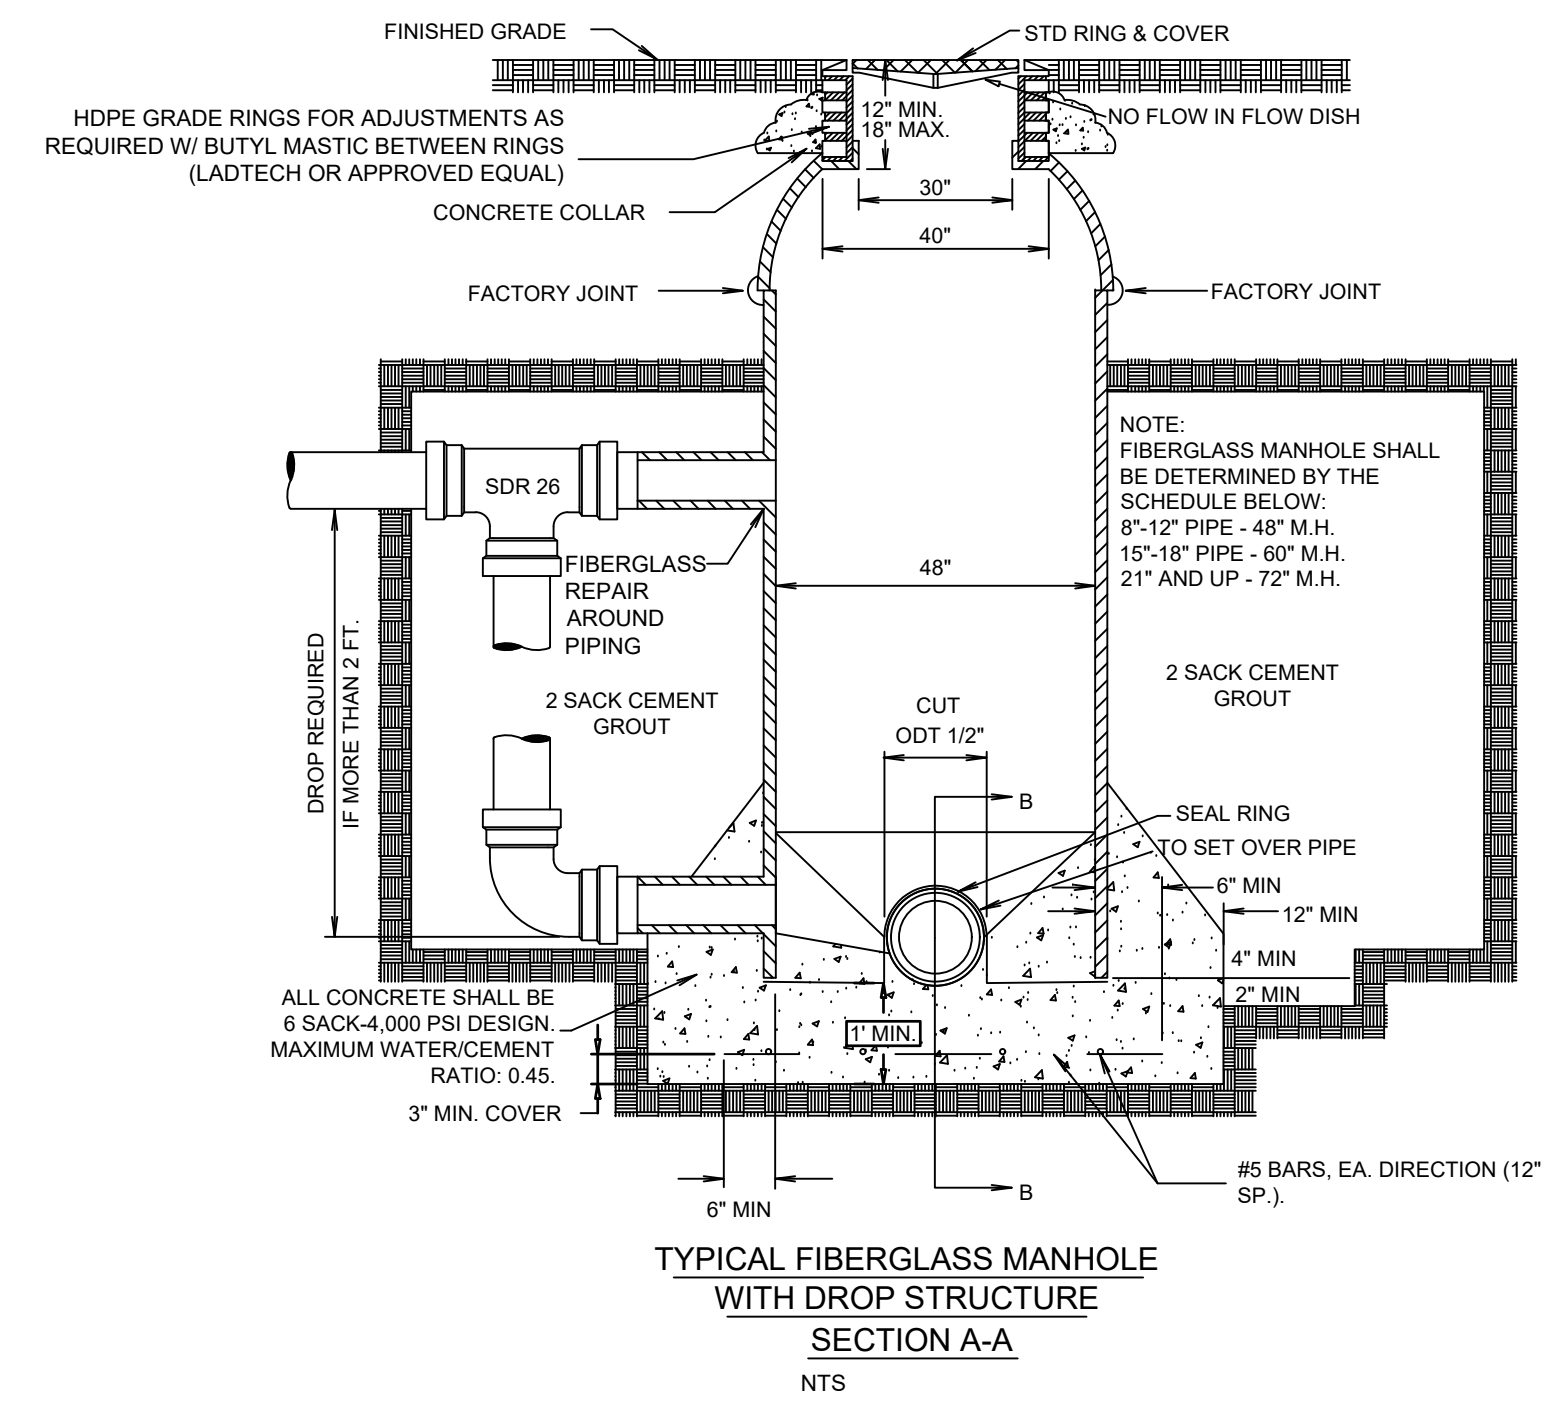 FINISHED GRADE
STD RING & COVER
HDPE GRADE RINGS FOR ADJUSTMENTS AS
REQUIRED W/ BUTYL MASTIC BETWEEN RINGS
(LADTECH OR APPROVED EQUAL)
12" MIN.
18" MAX.
NO FLOW IN FLOW DISH
CONCRETE COLLAR
30"
40"
FACTORY JOINT
FACTORY JOINT
NOTE:
FIBERGLASS MANHOLE SHALL
BE DETERMINED BY THE
SCHEDULE BELOW:
8"-12" PIPE - 48" M.H.
15"-18" PIPE - 60" M.H.
21" AND UP - 72" M.H.
SDR 26
FIBERGLASS
REPAIR
AROUND
PIPING
48"
DROP REQUIRED
IF MORE THAN 2 FT.
2 SACK CEMENT
GROUT
2 SACK CEMENT
GROUT
CUT
ODT 1/2"
B
SEAL RING
TO SET OVER PIPE
6" MIN
12" MIN
4" MIN
2" MIN
ALL CONCRETE SHALL BE
6 SACK-4,000 PSI DESIGN.
MAXIMUM WATER/CEMENT
RATIO: 0.45.
1' MIN.
3" MIN. COVER
#5 BARS, EA. DIRECTION (12"
SP.).
6" MIN
B
TYPICAL FIBERGLASS MANHOLE
WITH DROP STRUCTURE
SECTION A-A
NTS